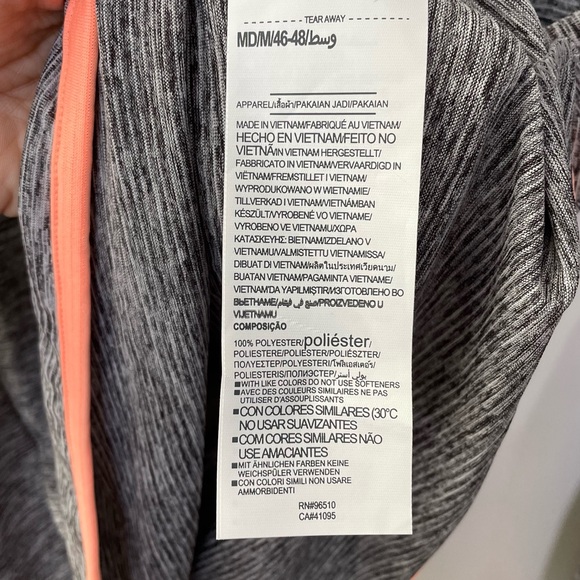 TEAR AWAY
MD/M/46-48/وسط
APPAREL/เสื้อผ้า/PAKAIAN JADI/PAKAIAN
MADE IN VIETNAM/FABRIQUÉ AU VIETNAM/
HECHO EN VIETNAM/FEITO NO
VIETNÃ/IN VIETNAM HERGESTELLT/
FABBRICATO IN VIETNAM/VERVAARDIGD IN
VIËTNAM/FREMSTILLET I VIETNAM/
WYPRODUKOWANO W WIETNAMIE/
TILLVERKAD I VIETNAM/VIETNÁMBAN
KÉSZÜLT/VYROBENÉ VO VIETNAME/
VYROBENO VE VIETNAMU/ΧΩΡΑ
ΚΑΤΑΣΚΕΥΗΣ: ΒΙΕΤΝΑΜ/IZDELANO V
VIETNAMU/VALMISTETTU VIETNAMISSA/
DIBUAT DI VIETNAM/ผลิตในประเทศเวียดนาม/
BUATAN VIETNAM/PAGAMINTA VIETNAME/
VIETNAM'DA YAPILMIŞTIR/ИЗГОТОВЛЕНО ВО
ВЬЕТНАМЕ/صنع في فيتنام/PROIZVEDENO U
VIJETNAMU
COMPOSIÇÃO
100% POLYESTER/poliéster/
POLIESTERE/POLIESTER/POLIÉSZTER/
ΠΟΛΥΕΣΤΕΡ/POLYESTERI/โพลีเอสเตอร์/
POLIESTERIS/ПОЛИЭСТЕР/بولي أستر
■WITH LIKE COLORS DO NOT USE SOFTENERS
■AVEC DES COULEURS SIMILAIRES NE PAS
UTILISER D'ASSOUPLISSANTS
■CON COLORES SIMILARES (30°C
NO USAR SUAVIZANTES
■COM CORES SIMILARES NÃO
USE AMACIANTES
■MIT ÄHNLICHEN FARBEN KEINE
WEICHSPÜLER VERWENDEN
■CON COLORI SIMILI NON USARE
AMMORBIDENTI
RN#96510
CA#41095